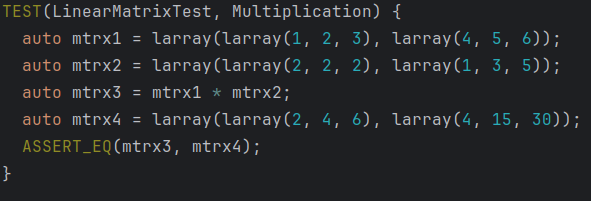 TEST(LinearMatrixTest, Multiplication) {
  auto mtrx1 = larray(larray(1, 2, 3), larray(4, 5, 6));
  auto mtrx2 = larray(larray(2, 2, 2), larray(1, 3, 5));
  auto mtrx3 = mtrx1 * mtrx2;
  auto mtrx4 = larray(larray(2, 4, 6), larray(4, 15, 30));
  ASSERT_EQ(mtrx3, mtrx4);
}